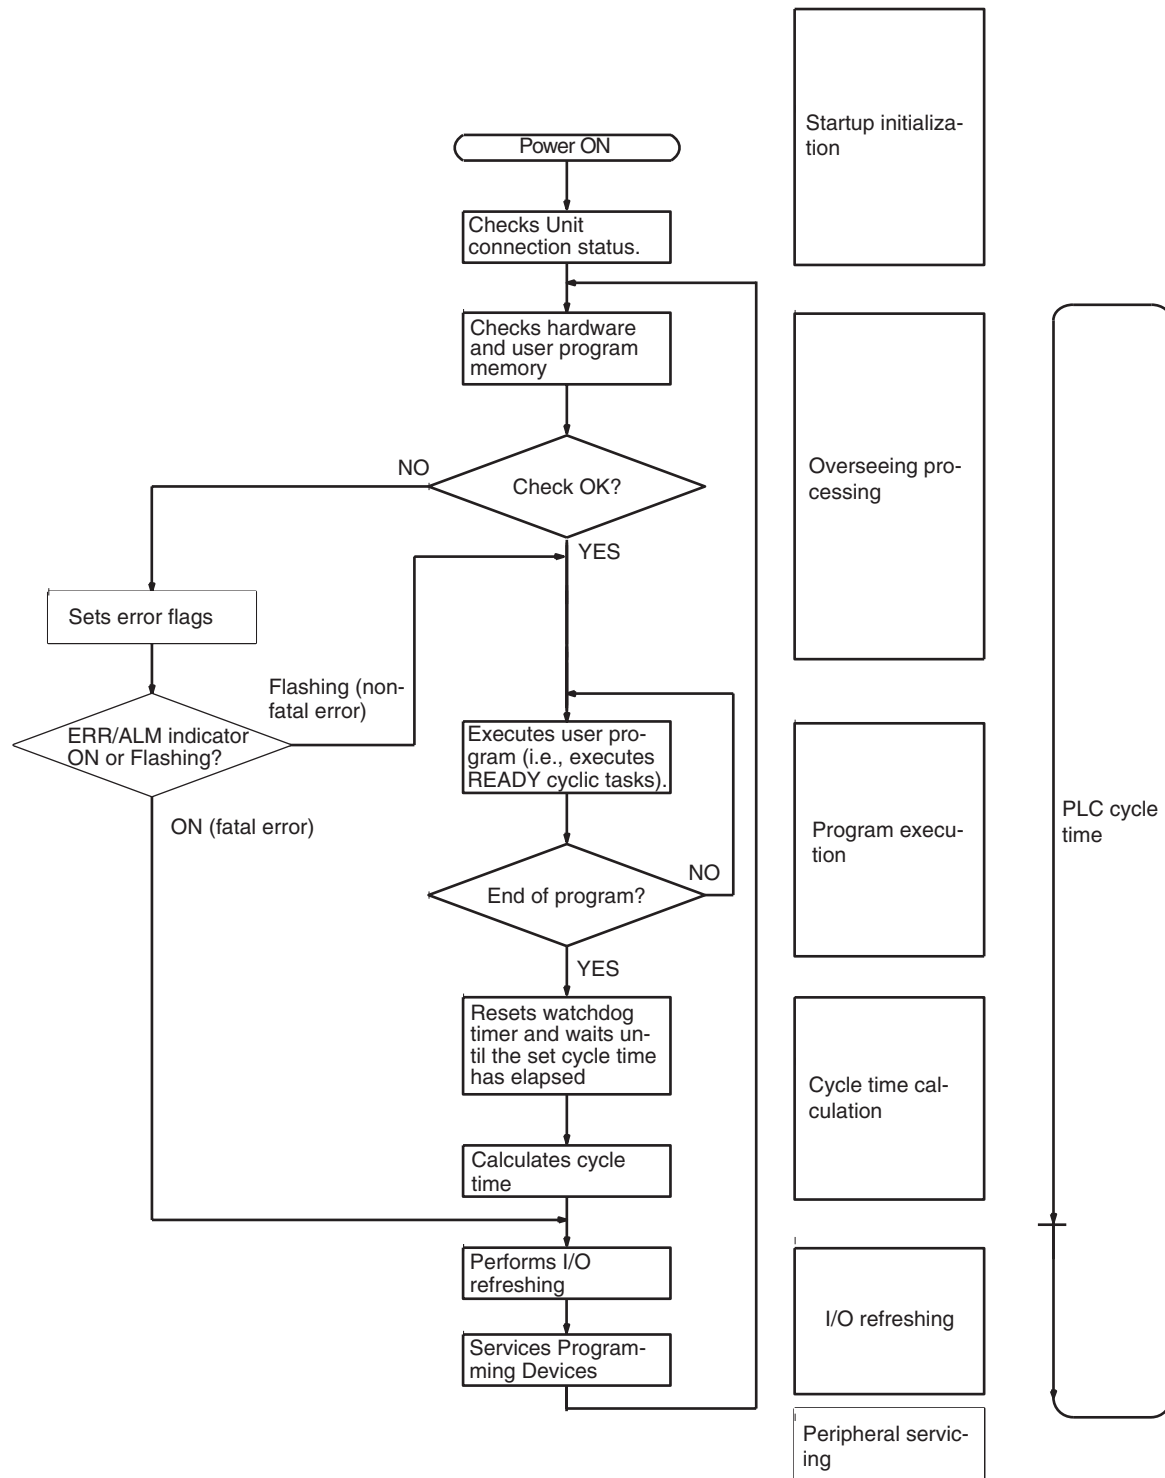 Startup initializa-
tion
Power ON
Checks Unit
connection status.
Checks hardware
and user program
memory
Overseeing pro-
cessing
NO
Check OK?
YES
Sets error flags
Flashing (non-
fatal error)
ERR/ALM indicator
ON or Flashing?
Executes user pro-
gram (i.e., executes
READY cyclic tasks).
ON (fatal error)
Program execu-
tion
PLC cycle
time
NO
End of program?
YES
Resets watchdog
timer and waits un-
til the set cycle time
has elapsed
Cycle time cal-
culation
Calculates cycle
time
Performs I/O
refreshing
I/O refreshing
Services Program-
ming Devices
Peripheral servic-
ing